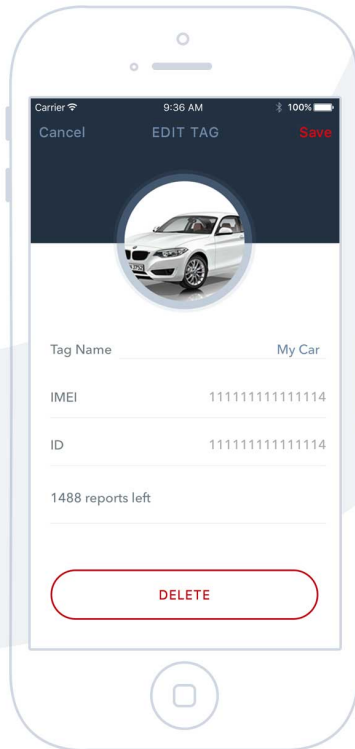 Carrier 9:36 AM 100%
Cancel EDIT TAG Save
Tag Name My Car
IMEI 111111111111114
ID 111111111111114
1488 reports left
DELETE